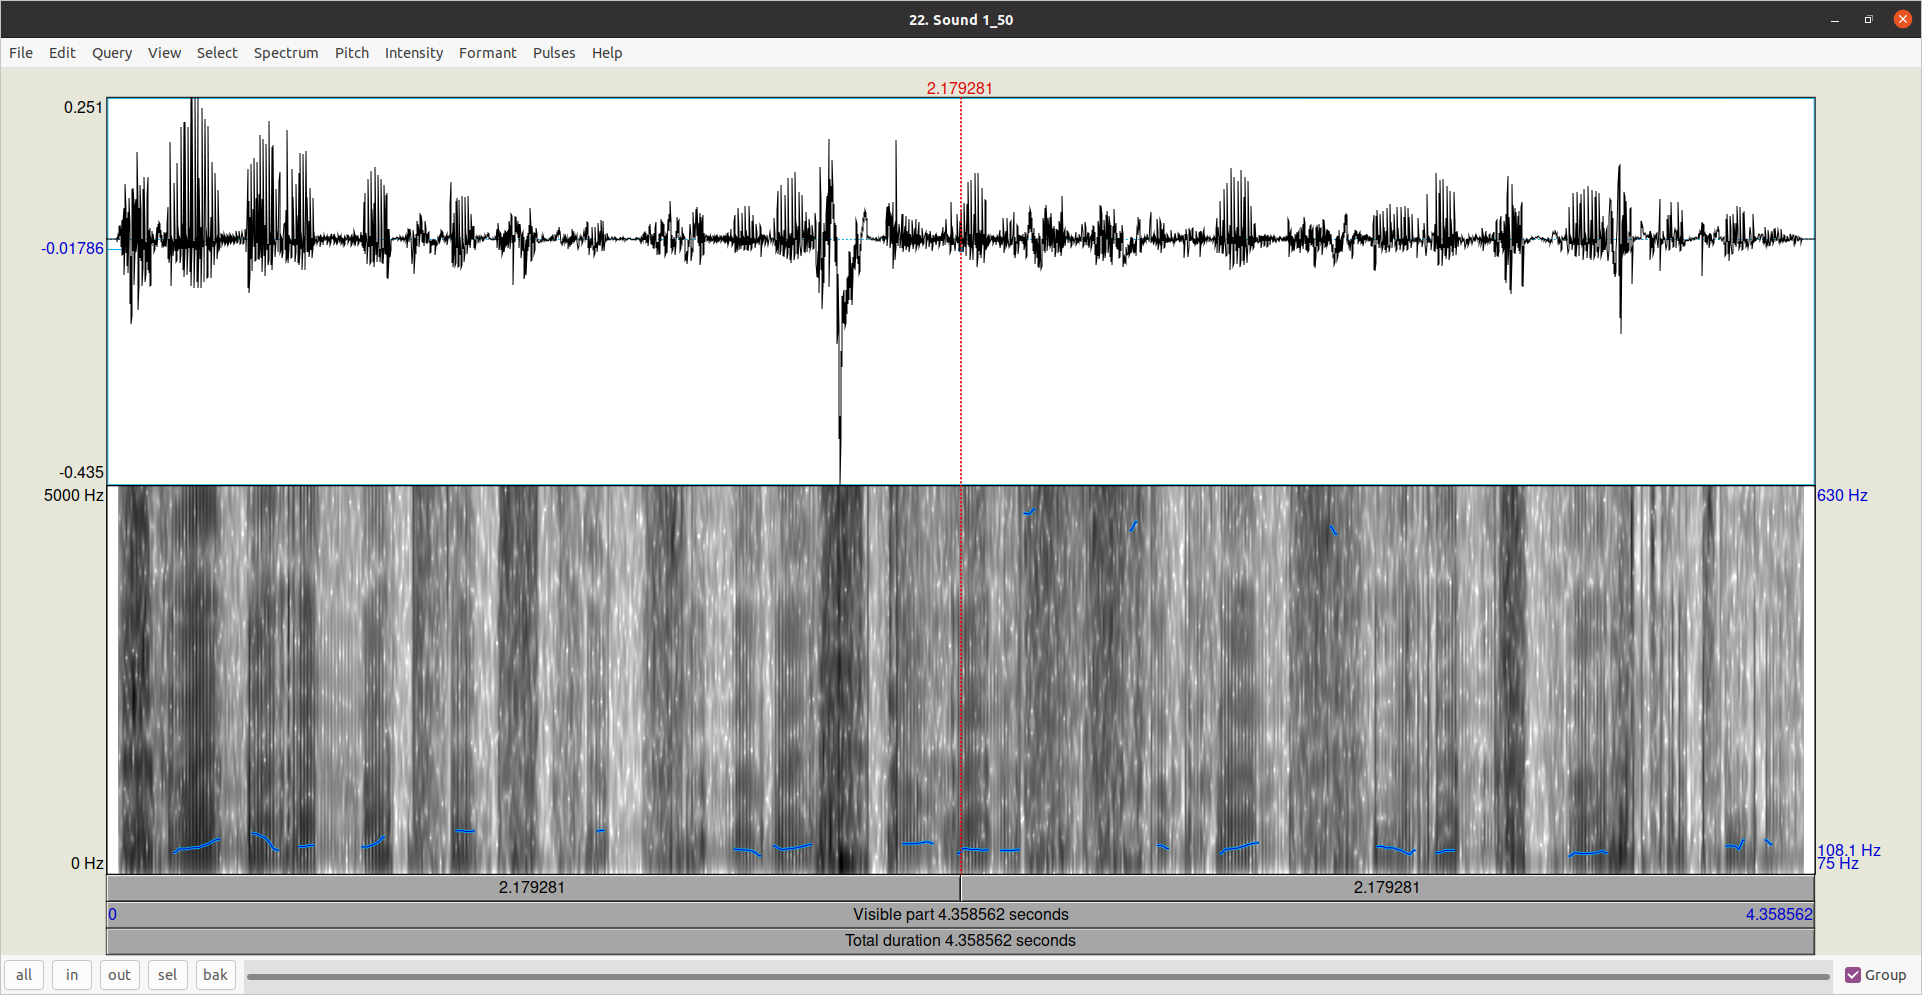 22. Sound 1_50
File Edit Query View Select Spectrum Pitch Intensity Formant Pulses Help
2.179281
0.251
-0.01786
-0.435
5000 Hz
630 Hz
0 Hz
108.1 Hz
75 Hz
2.179281 2.179281
0 Visible part 4.358562 seconds 4.358562
Total duration 4.358562 seconds
all in out sel bak Group